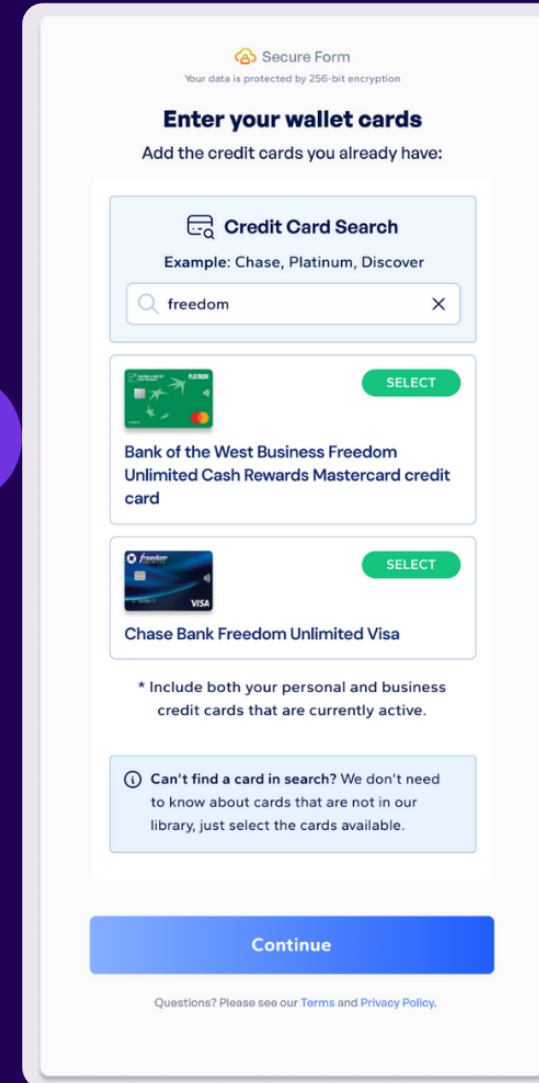 Secure Form
Your data is protected by 256-bit encryption
Enter your wallet cards
Add the credit cards you already have:
Credit Card Search
Example: Chase, Platinum, Discover
freedom
PLATINUM
SELECT
Bank of the West Business Freedom
Unlimited Cash Rewards Mastercard credit
card
freedom
VISA
SELECT
Chase Bank Freedom Unlimited Visa
* Include both your personal and business
credit cards that are currently active.
Can't find a card in search? We don't need
to know about cards that are not in our
library, just select the cards available.
Continue
Questions? Please see our Terms and Privacy Policy.